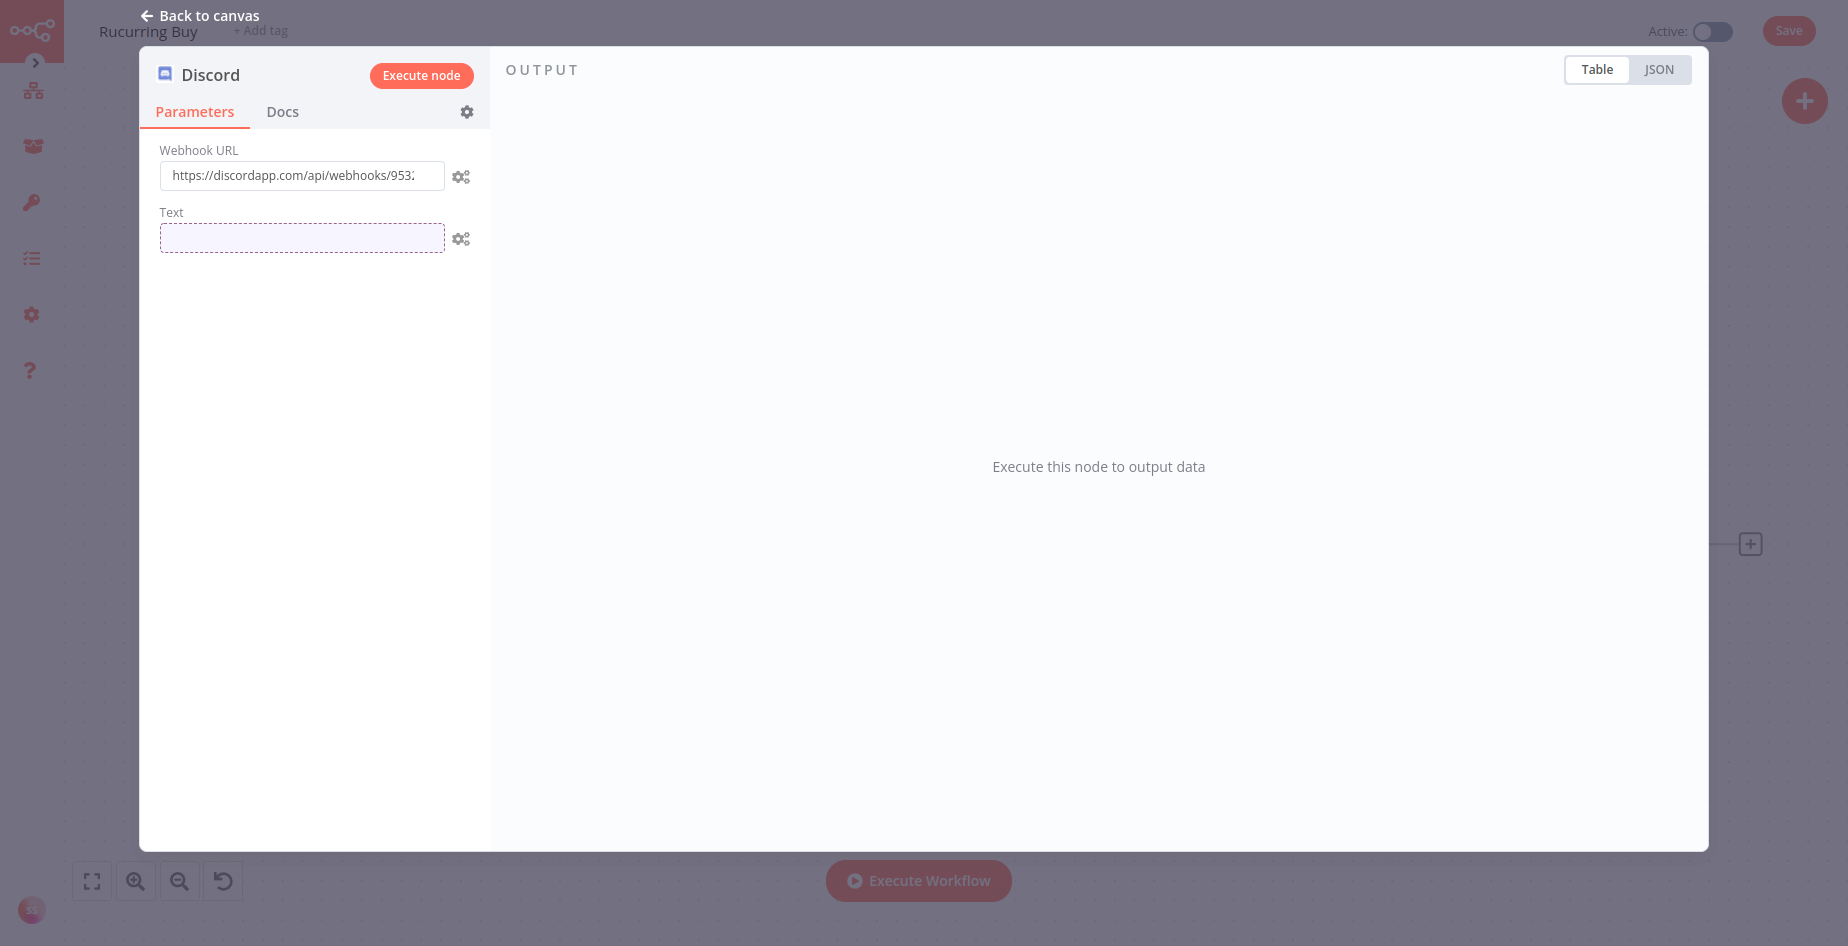 Back to canvas
Rucurring Buy
+ Add tag
Active:
Save
Discord
Execute node
OUTPUT
Table
JSON
Parameters
Docs
Webhook URL
https://discordapp.com/api/webhooks/953
Text
Execute this node to output data
Execute Workflow
SS